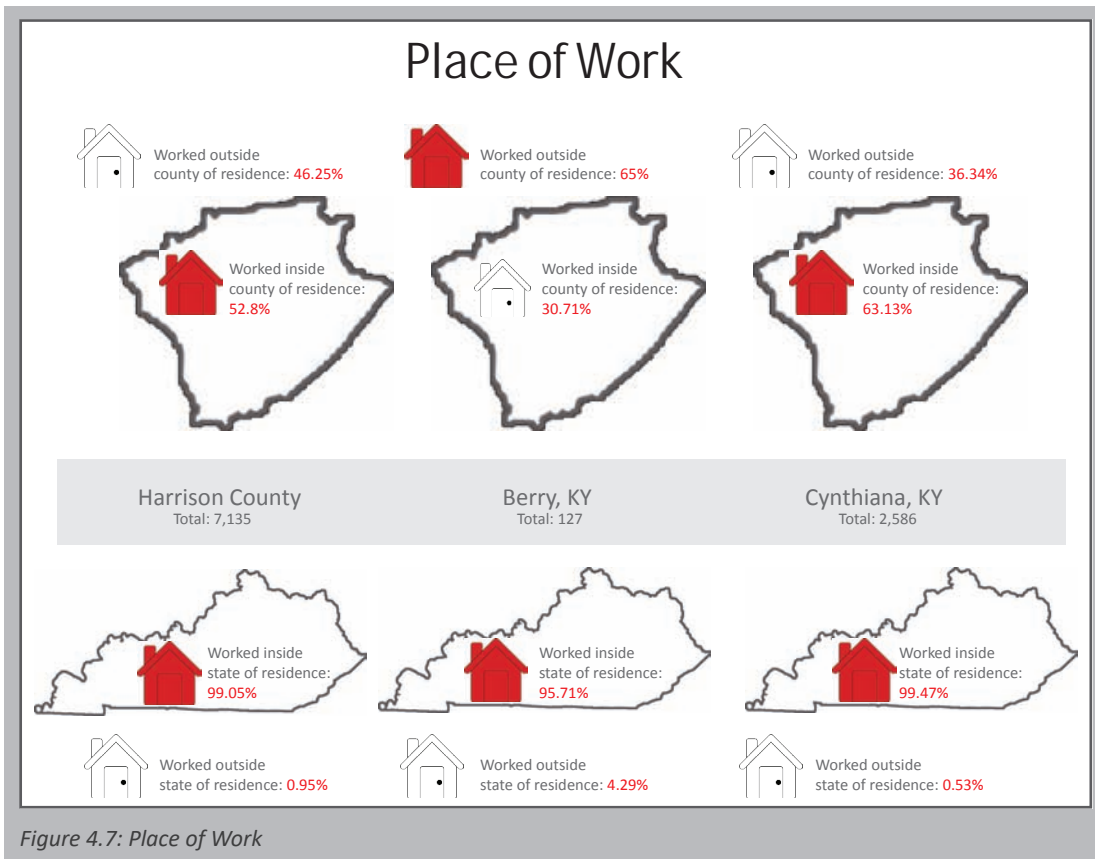 Place of Work
Worked outside
county of residence: 46.25%
Worked outside
county of residence: 65%
Worked outside
county of residence: 36.34%
Worked inside
county of residence:
52.8%
Worked inside
county of residence:
30.71%
Worked inside
county of residence:
63.13%
Harrison County
Total: 7,135
Berry, KY
Total: 127
Cynthiana, KY
Total: 2,586
Worked inside
state of residence:
99.05%
Worked inside
state of residence:
95.71%
Worked inside
state of residence:
99.47%
Worked outside
state of residence: 0.95%
Worked outside
state of residence: 4.29%
Worked outside
state of residence: 0.53%
Figure 4.7: Place of Work